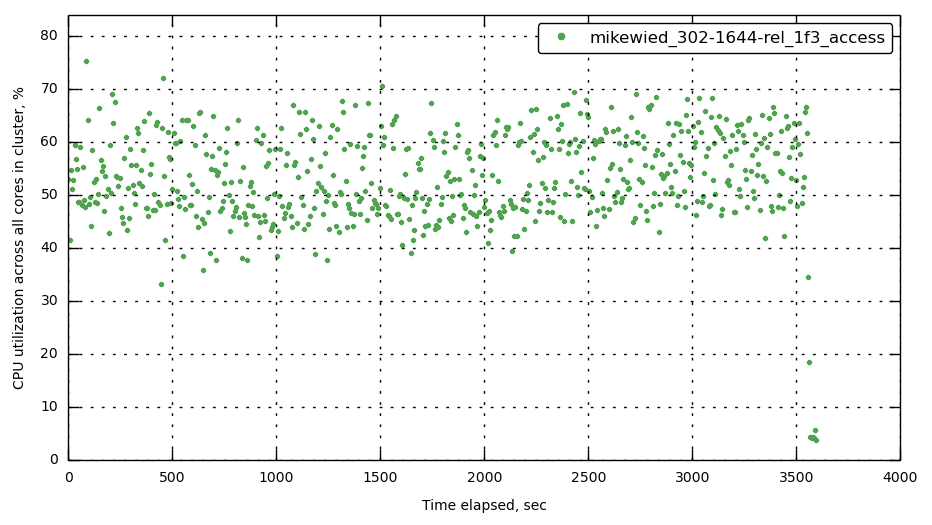 mikewied_302-1644-rel_1f3_access
CPU utilization across all cores in cluster, %
80
70
60
50
40
30
20
10
0
0 500 1000 1500 2000 2500 3000 3500 4000
Time elapsed, sec